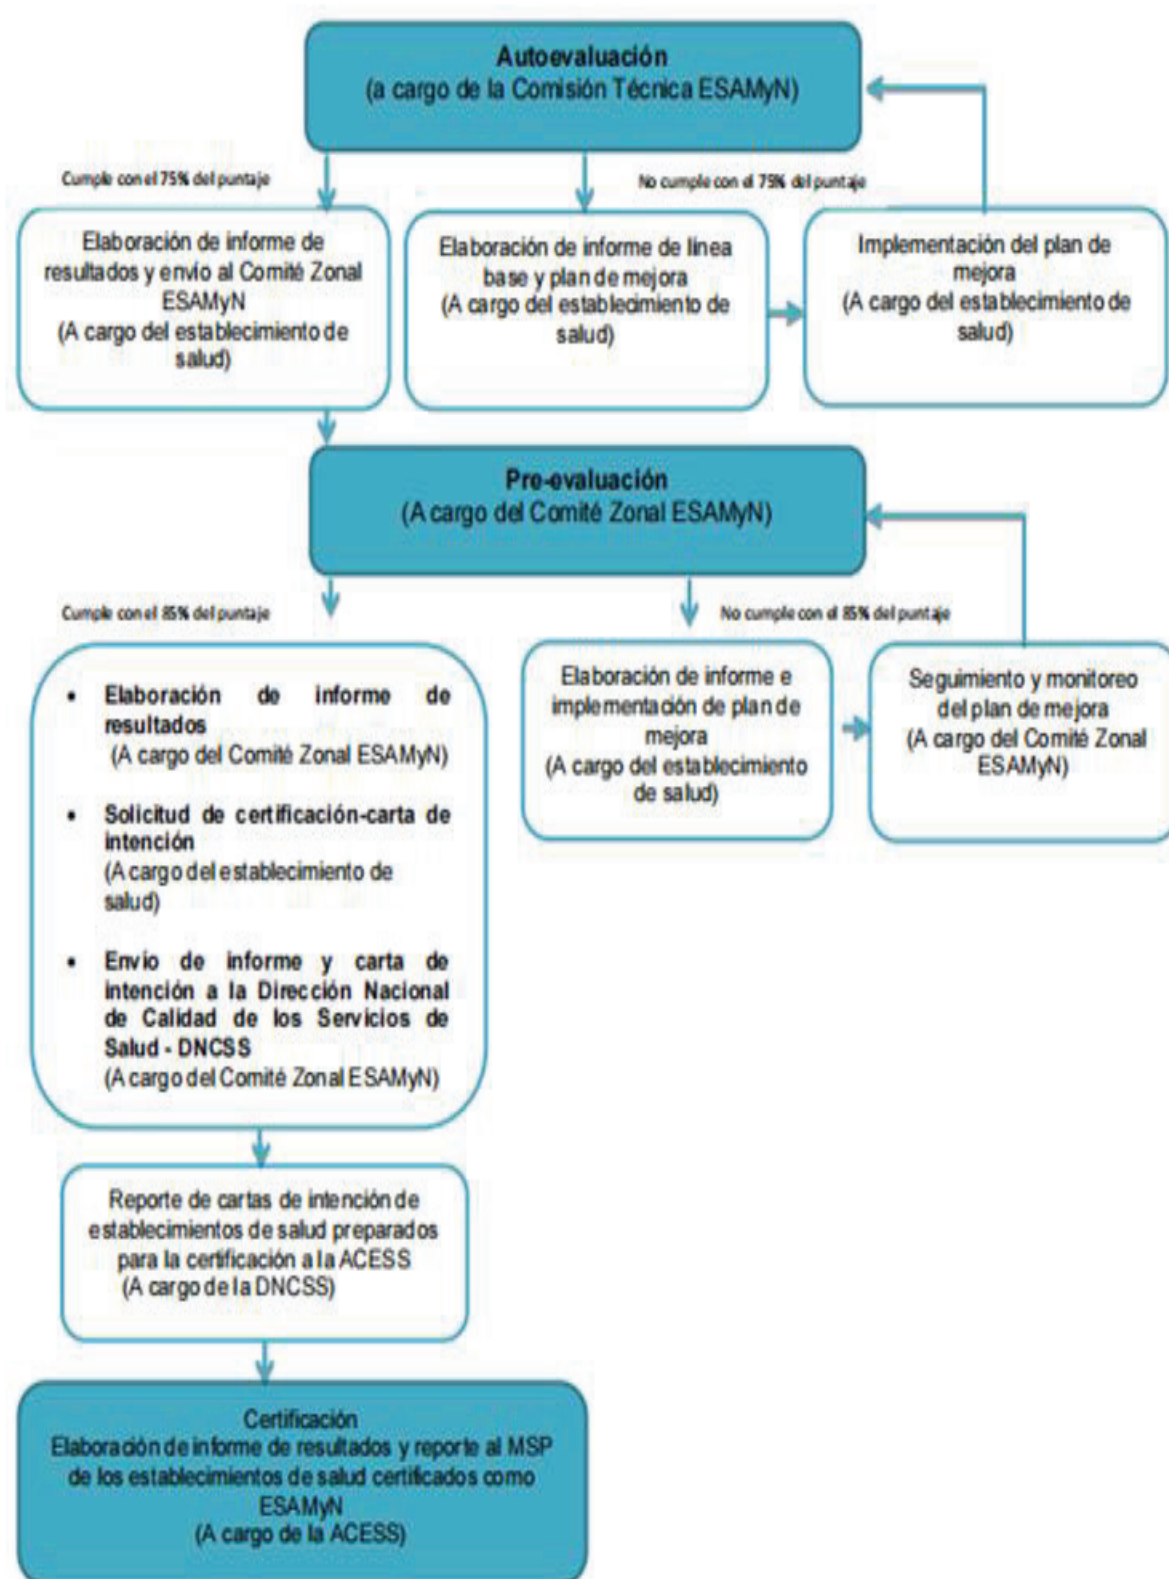 Autoevaluación
(a cargo de la Comisión Técnica ESAMyN)
Cumple con el 75% del puntaje
No cumple con el 75% del puntaje
Elaboración de informe de
resultados y envío al Comité Zonal
ESAMyN
(A cargo del establecimiento de
salud)
Elaboración de informe de línea
base y plan de mejora
(A cargo del establecimiento de
salud)
Implementación del plan de
mejora
(A cargo del establecimiento de
salud)
Pre-evaluación
(A cargo del Comité Zonal ESAMyN)
Cumple con el 85% del puntaje
No cumple con el 85% del puntaje
• Elaboración de informe de
resultados
(A cargo del Comité Zonal ESAMyN)
• Solicitud de certificación-carta de
intención
(A cargo del establecimiento de
salud)
• Envío de informe y carta de
intención a la Dirección Nacional
de Calidad de los Servicios de
Salud - DNCSS
(A cargo del Comité Zonal ESAMyN)
Elaboración de informe e
implementación de plan de
mejora
(A cargo del establecimiento
de salud)
Seguimiento y monitoreo
del plan de mejora
(A cargo del Comité Zonal
ESAMyN)
Reporte de cartas de intención de
establecimientos de salud preparados
para la certificación a la ACESS
(A cargo de la DNCSS)
Certificación
Elaboración de informe de resultados y reporte al MSP
de los establecimientos de salud certificados como
ESAMyN
(A cargo de la ACESS)